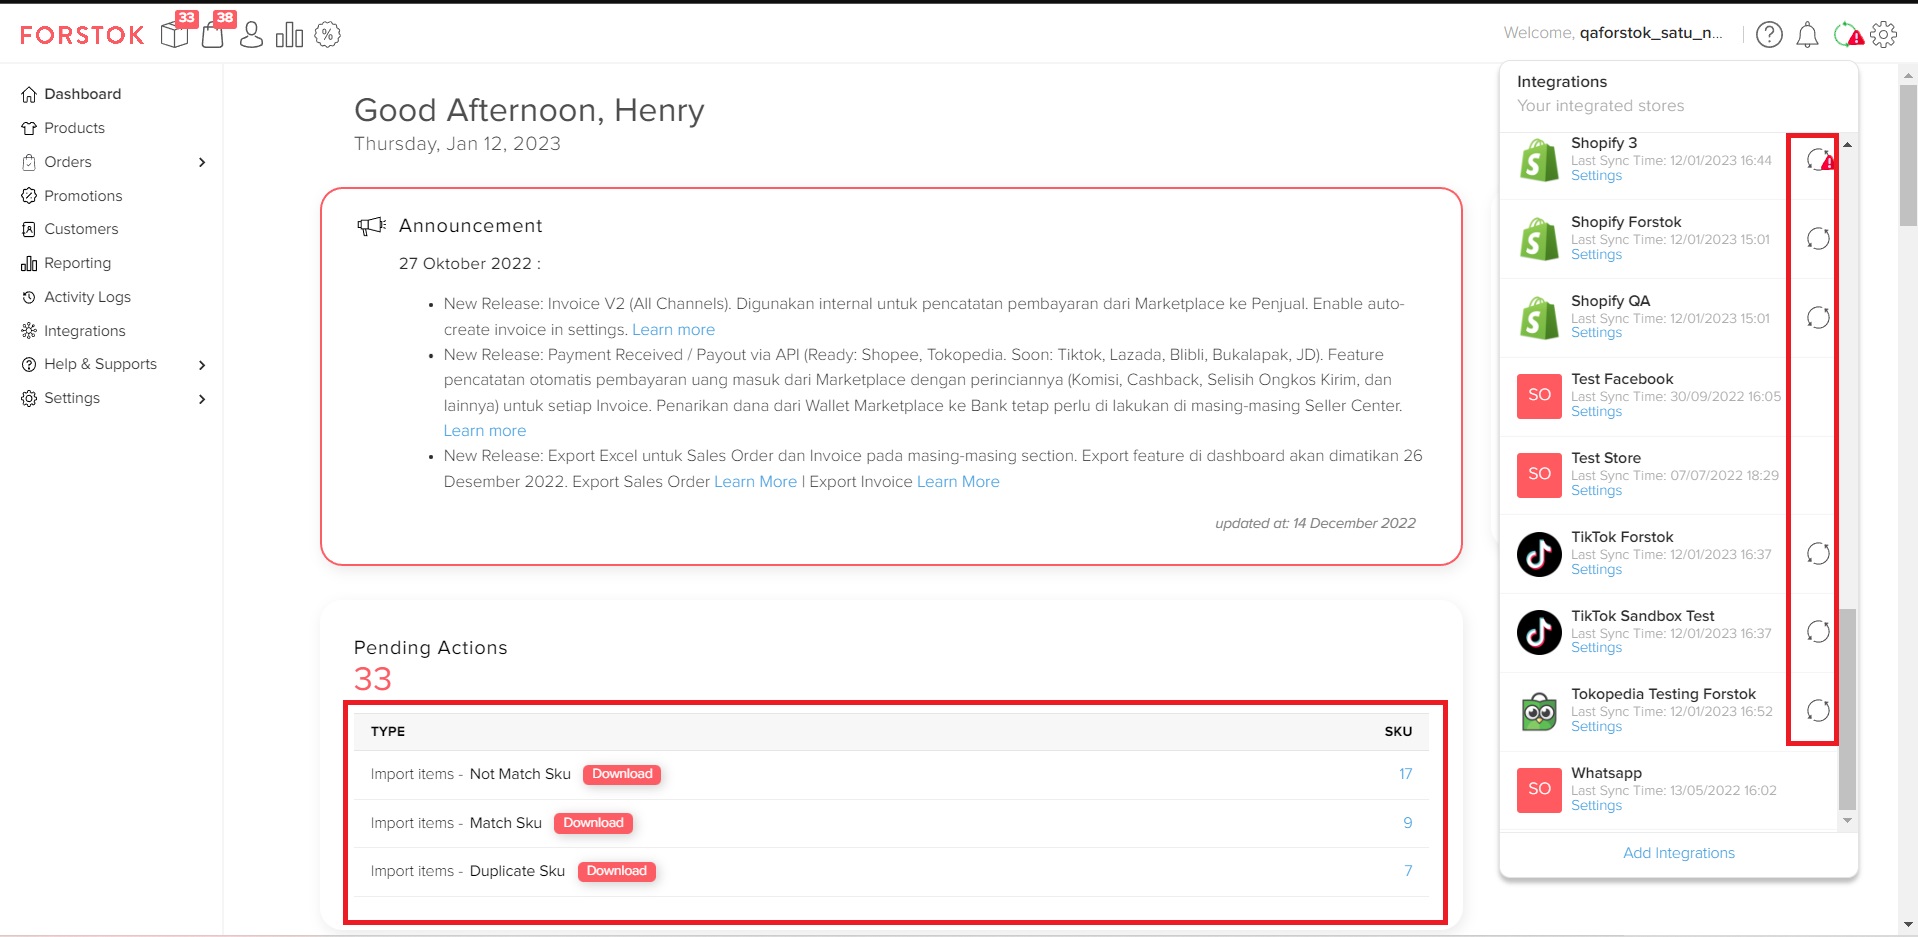 FORSTOK
33
38
Welcome, qaforstok_satu_n...
Dashboard
Products
Orders
Promotions
Customers
Reporting
Activity Logs
Integrations
Help & Supports
Settings
Good Afternoon, Henry
Thursday, Jan 12, 2023
Announcement
27 Oktober 2022 :
New Release: Invoice V2 (All Channels). Digunakan internal untuk pencatatan pembayaran dari Marketplace ke Penjual. Enable auto-
create invoice in settings. Learn more
New Release: Payment Received / Payout via API (Ready: Shopee, Tokopedia. Soon: Tiktok, Lazada, Blibli, Bukalapak, JD). Feature
pencatatan otomatis pembayaran uang masuk dari Marketplace dengan perinciannya (Komisi, Cashback, Selisih Ongkos Kirim, dan
lainnya) untuk setiap Invoice. Penarikan dana dari Wallet Marketplace ke Bank tetap perlu di lakukan di masing-masing Seller Center.
Learn more
New Release: Export Excel untuk Sales Order dan Invoice pada masing-masing section. Export feature di dashboard akan dimatikan 26
Desember 2022. Export Sales Order Learn More | Export Invoice Learn More
updated at: 14 December 2022
Pending Actions
33
TYPE SKU
Import items - Not Match Sku Download 17
Import items - Match Sku Download 9
Import items - Duplicate Sku Download 7
Integrations
Your integrated stores
Shopify 3
Last Sync Time: 12/01/2023 16:44
Settings
Shopify Forstok
Last Sync Time: 12/01/2023 15:01
Settings
Shopify QA
Last Sync Time: 12/01/2023 15:01
Settings
SO
Test Facebook
Last Sync Time: 30/09/2022 16:05
Settings
SO
Test Store
Last Sync Time: 07/07/2022 18:29
Settings
TikTok Forstok
Last Sync Time: 12/01/2023 16:37
Settings
TikTok Sandbox Test
Last Sync Time: 12/01/2023 16:37
Settings
Tokopedia Testing Forstok
Last Sync Time: 12/01/2023 16:52
Settings
SO
Whatsapp
Last Sync Time: 13/05/2022 16:02
Settings
Add Integrations